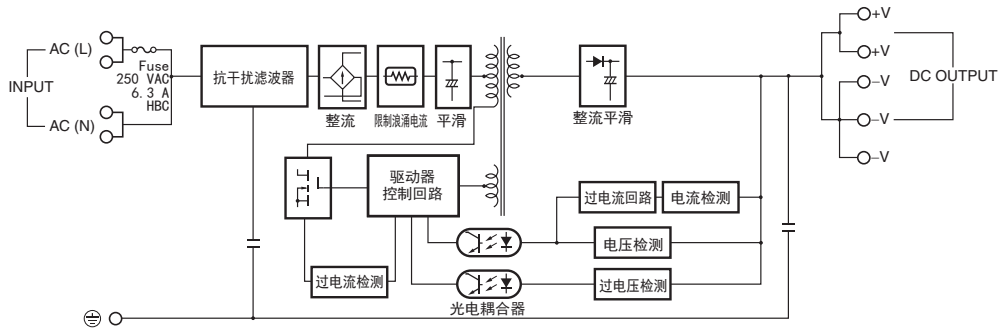 INPUT
AC (L)
AC (N)
Fuse
250 VAC
6.3 A
HBC
抗干扰滤波器
整流
限制浪涌电流
平滑
整流平滑
+V
+V
−V
−V
−V
DC OUTPUT
驱动器
控制回路
过电流检测
过电流回路
电流检测
电压检测
过电压检测
光电耦合器